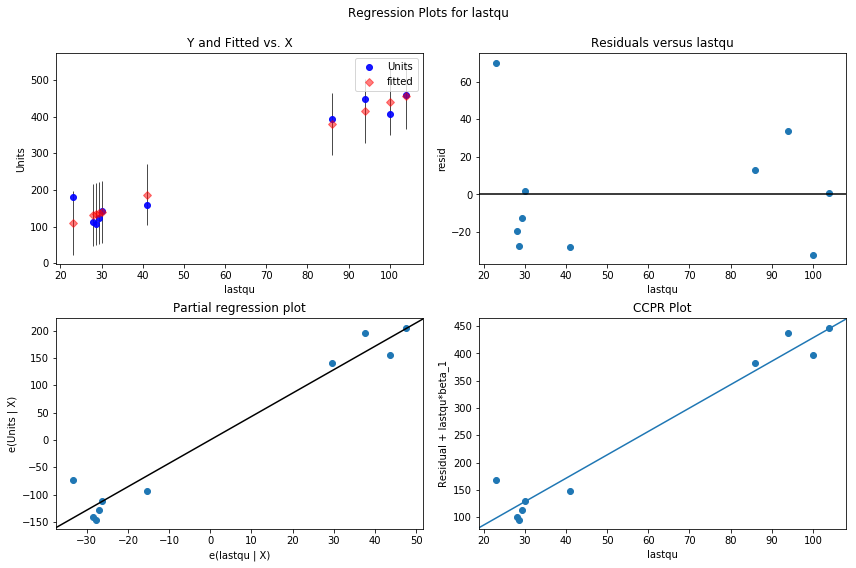 Regression Plots for lastqu
Y and Fitted vs. X
Units
fitted
500
400
300
200
100
0
Units
20 30 40 50 60 70 80 90 100
lastqu
Residuals versus lastqu
60
40
20
0
−20
resid
20 30 40 50 60 70 80 90 100
lastqu
Partial regression plot
200
150
100
50
0
−50
−100
−150
e(Units | X)
−30 −20 −10 0 10 20 30 40 50
e(lastqu | X)
CCPR Plot
450
400
350
300
250
200
150
100
Residual + lastqu*beta_1
20 30 40 50 60 70 80 90 100
lastqu